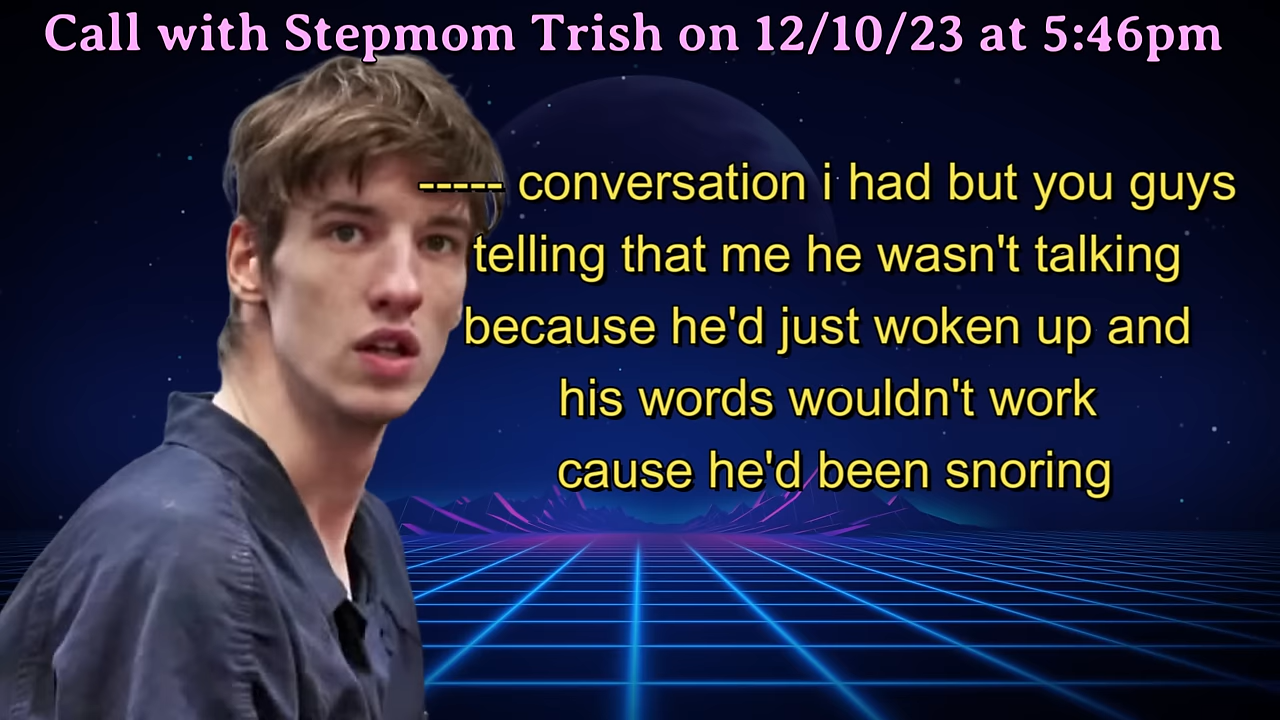 Call with Stepmom Trish on 12/10/23 at 5:46pm
----- conversation i had but you guys
telling that me he wasn't talking
because he'd just woken up and
his words wouldn't work
cause he'd been snoring